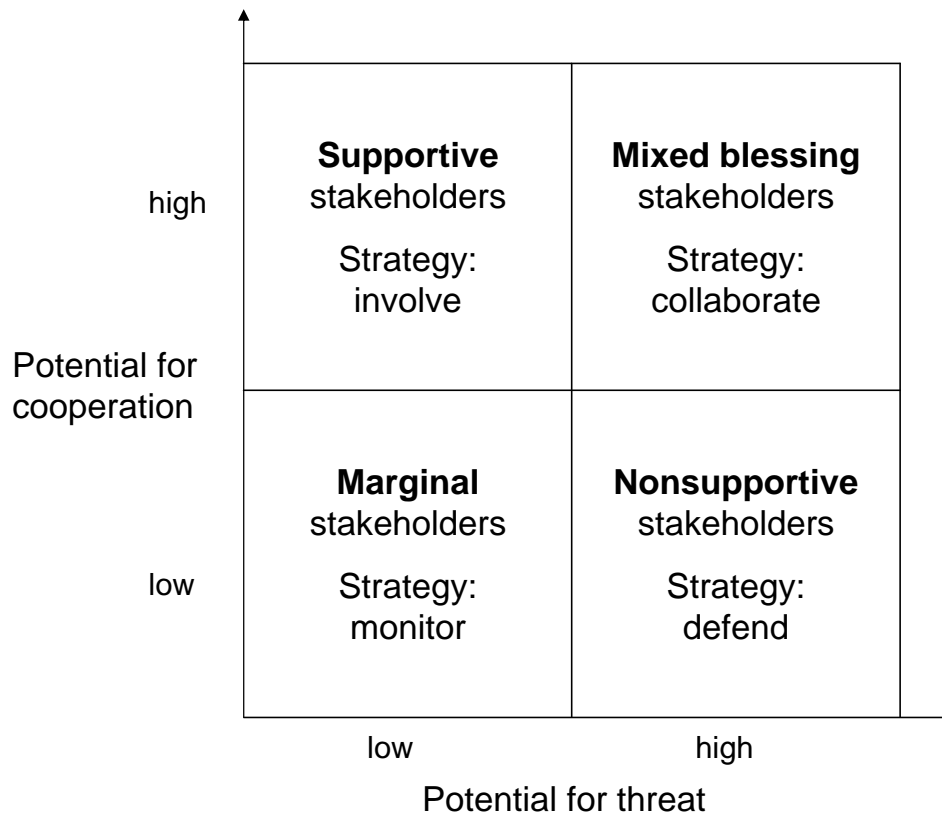 Supportive
stakeholders
Strategy:
involve
Mixed blessing
stakeholders
Strategy:
collaborate
high
Potential for
cooperation
Marginal
stakeholders
Strategy:
monitor
Nonsupportive
stakeholders
Strategy:
defend
low
low
high
Potential for threat